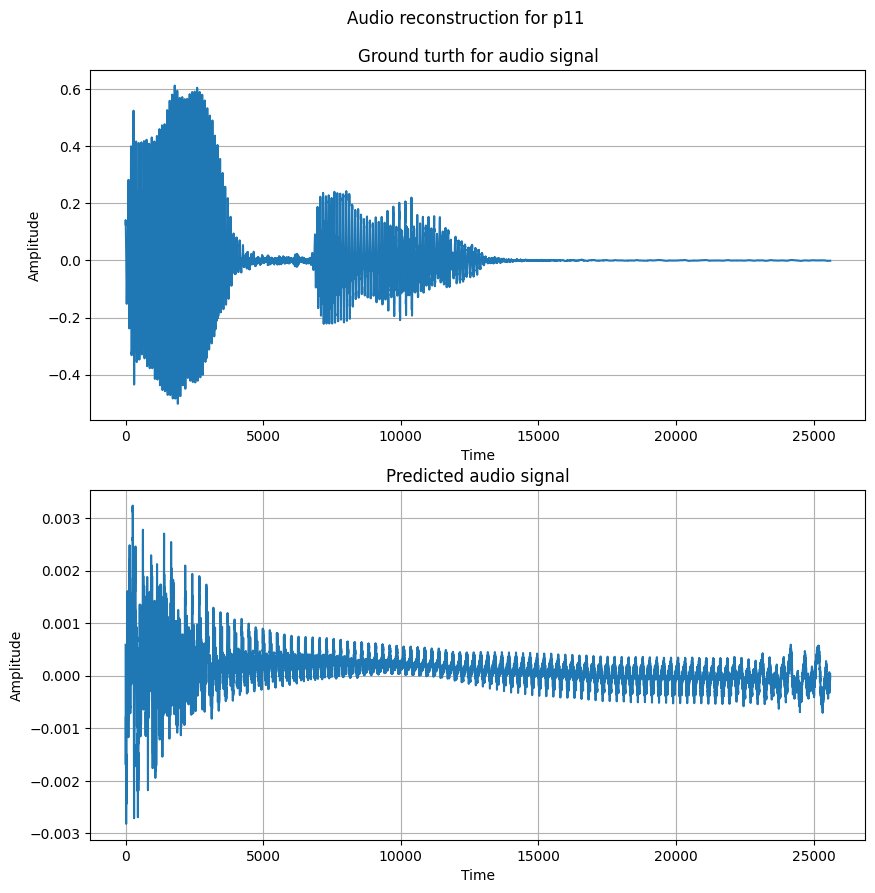 Audio reconstruction for p11
Ground turth for audio signal
0.6
0.4
0.2
0.0
−0.2
−0.4
Amplitude
0 5000 10000 15000 20000 25000
Time
Predicted audio signal
0.003
0.002
0.001
0.000
−0.001
−0.002
−0.003
Amplitude
0 5000 10000 15000 20000 25000
Time